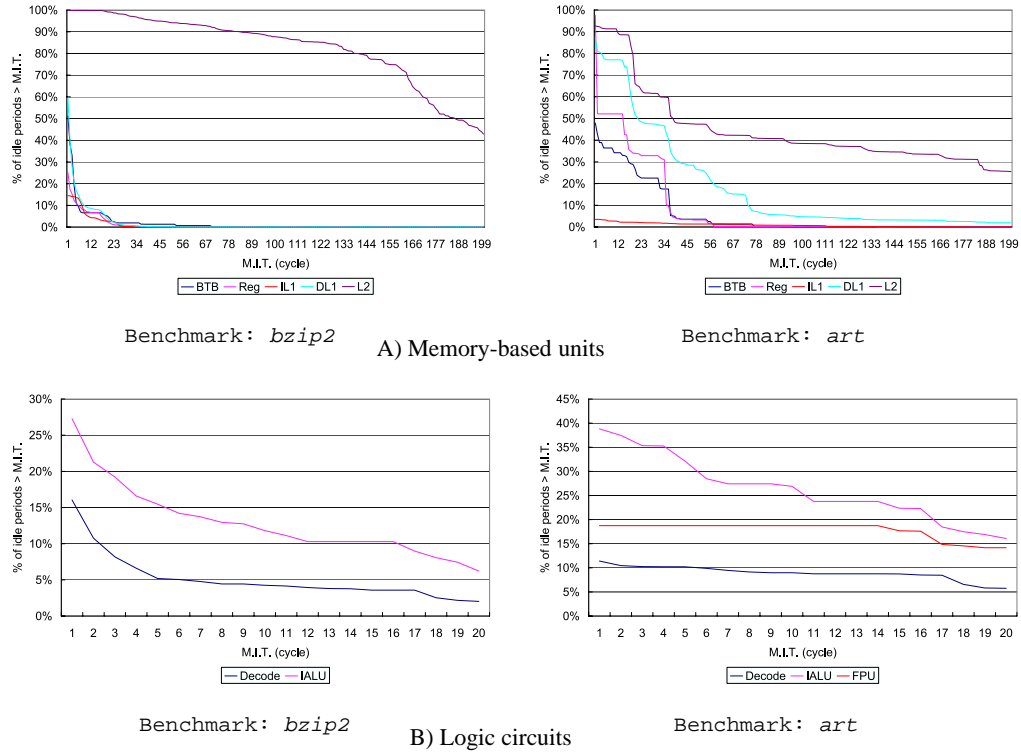 % of idle periods > M.I.T.
100%
90%
80%
70%
60%
50%
40%
30%
20%
10%
0%
1 12 23 34 45 56 67 78 89 100 111 122 133 144 155 166 177 188 199
M.I.T. (cycle)
BTB Reg IL1 DL1 L2
Benchmark: bzip2
% of idle periods > M.I.T.
100%
90%
80%
70%
60%
50%
40%
30%
20%
10%
0%
1 12 23 34 45 56 67 78 89 100 111 122 133 144 155 166 177 188 199
M.I.T. (cycle)
BTB Reg IL1 DL1 L2
Benchmark: art
A) Memory-based units
% of idle periods > M.I.T.
30%
25%
20%
15%
10%
5%
0%
1 2 3 4 5 6 7 8 9 10 11 12 13 14 15 16 17 18 19 20
M.I.T. (cycle)
Decode IALU
Benchmark: bzip2
% of idle periods > M.I.T.
45%
40%
35%
30%
25%
20%
15%
10%
5%
0%
1 2 3 4 5 6 7 8 9 10 11 12 13 14 15 16 17 18 19 20
M.I.T. (cycle)
Decode IALU FPU
Benchmark: art
B) Logic circuits